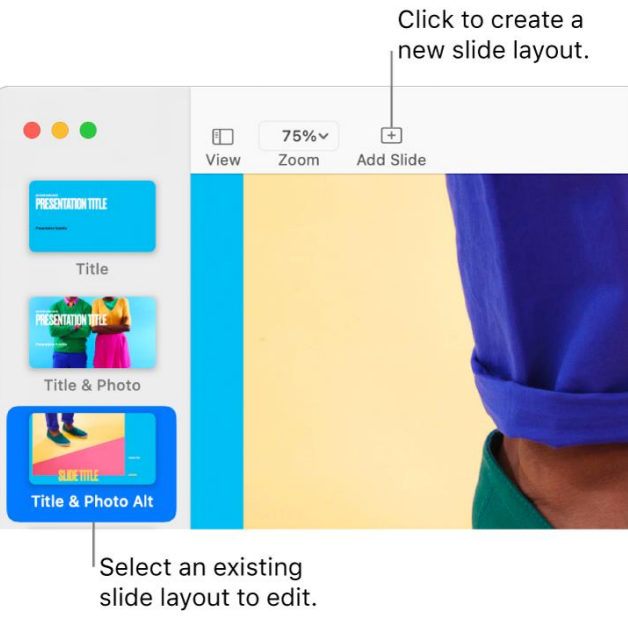 Click to create a
new slide layout.
75%
View
Zoom
Add Slide
PRESENTATION TITLE
Title
PRESENTATION TITLE
Title & Photo
SLIDE TITLE
Title & Photo Alt
Select an existing
slide layout to edit.